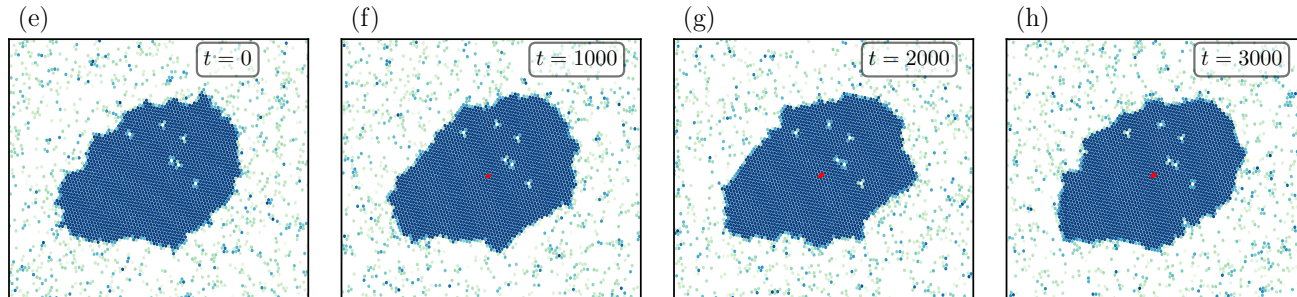 (e)
t = 0
(f)
t = 1000
(g)
t = 2000
(h)
t = 3000